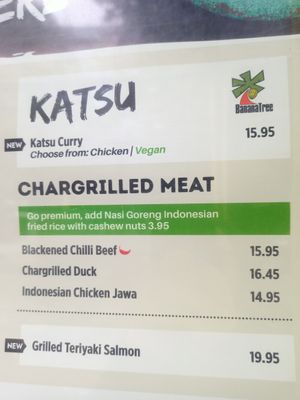 ER
KATSU
BananaTree
NEW Katsu Curry 15.95
Choose from: Chicken | Vegan
CHARGRILLED MEAT
Go premium, add Nasi Goreng Indonesian
fried rice with cashew nuts 3.95
Blackened Chilli Beef 15.95
Chargrilled Duck 16.45
Indonesian Chicken Jawa 14.95
NEW Grilled Teriyaki Salmon 19.95